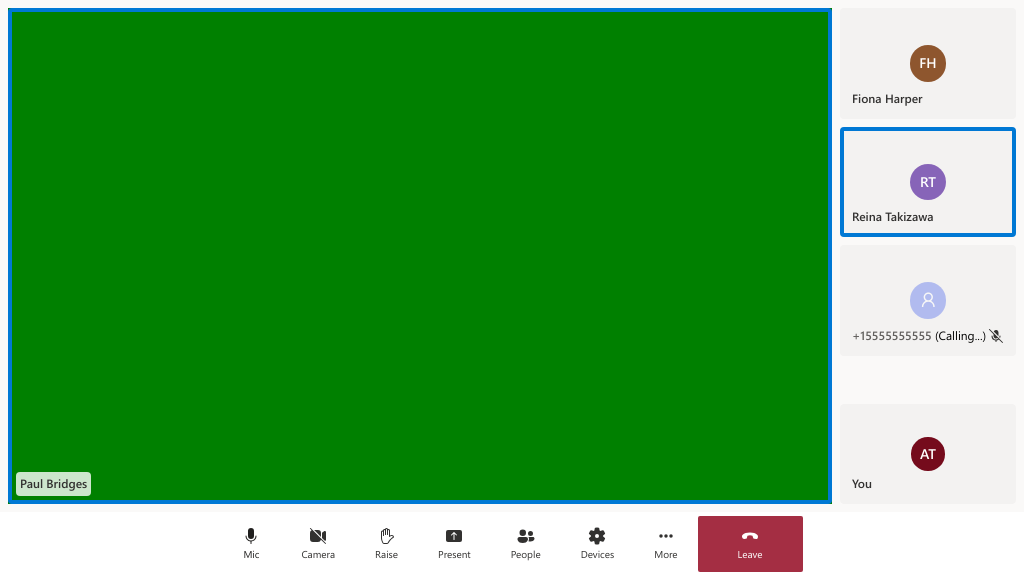 FH
Fiona Harper
RT
Reina Takizawa
+15555555555 (Calling...)
Paul Bridges
AT
You
Mic
Camera
Raise
Present
People
Devices
More
Leave